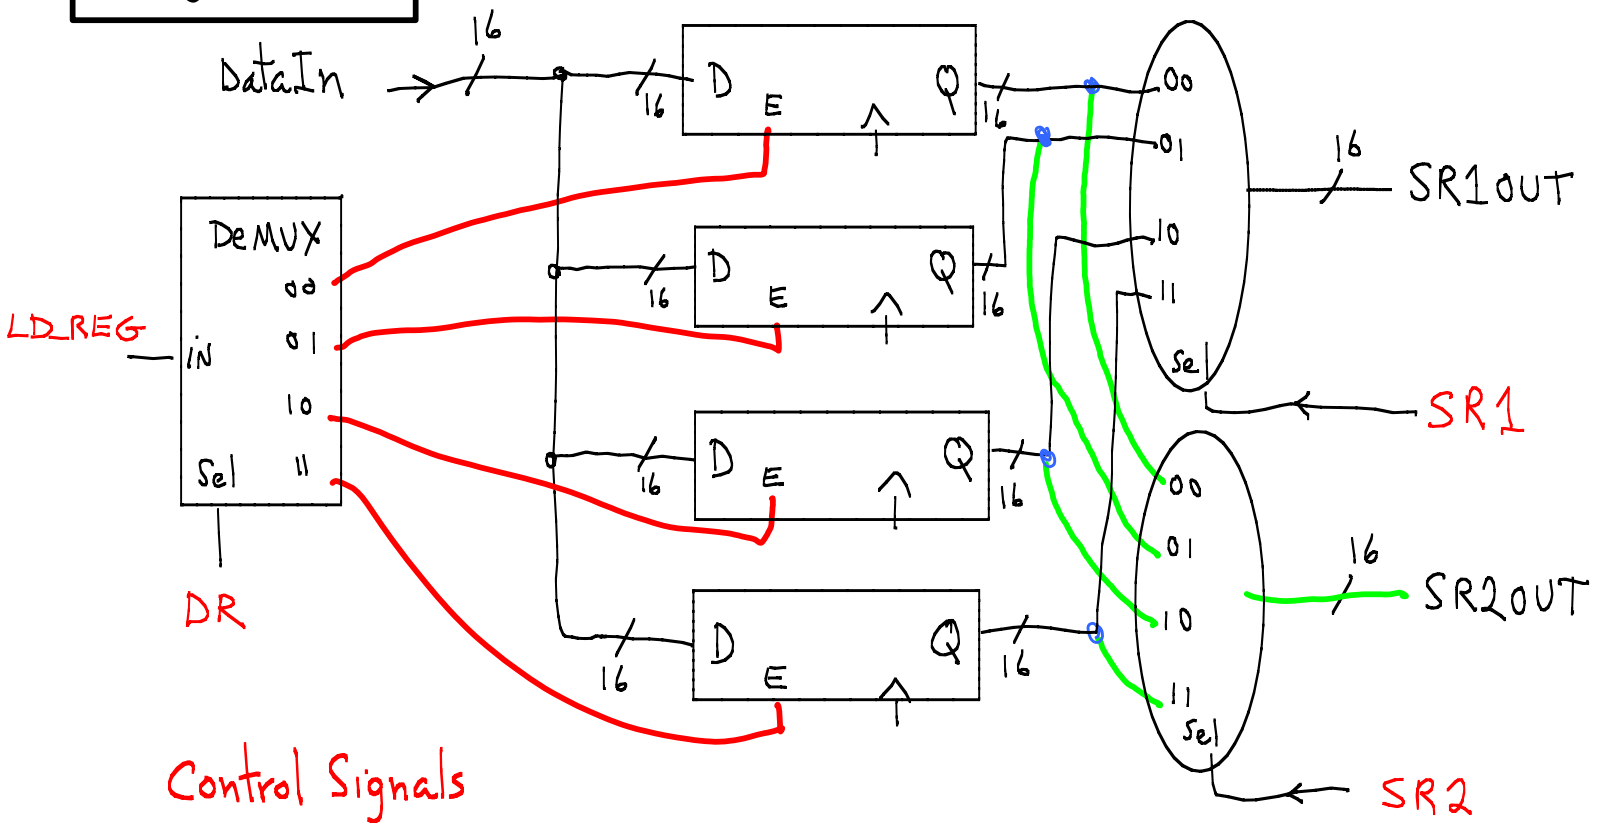 16
DataIn
16
D
E
Q
16
00
01
10
11
Sel
16
SR1OUT
SR1
DeMUX
00
01
10
11
LD_REG
in
Sel
DR
16
D
E
Q
16
16
D
E
Q
16
16
D
E
Q
16
00
01
10
11
Sel
16
SR2OUT
SR2
Control Signals